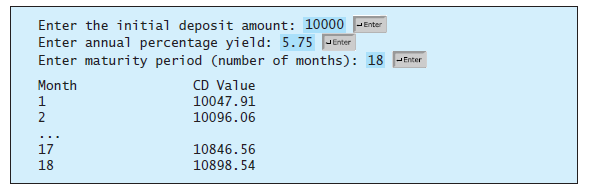 Enter the initial deposit amount: 10000 ↵Enter
Enter annual percentage yield: 5.75 ↵Enter
Enter maturity period (number of months): 18 ↵Enter
Month CD Value
1 10047.91
2 10096.06
...
17 10846.56
18 10898.54